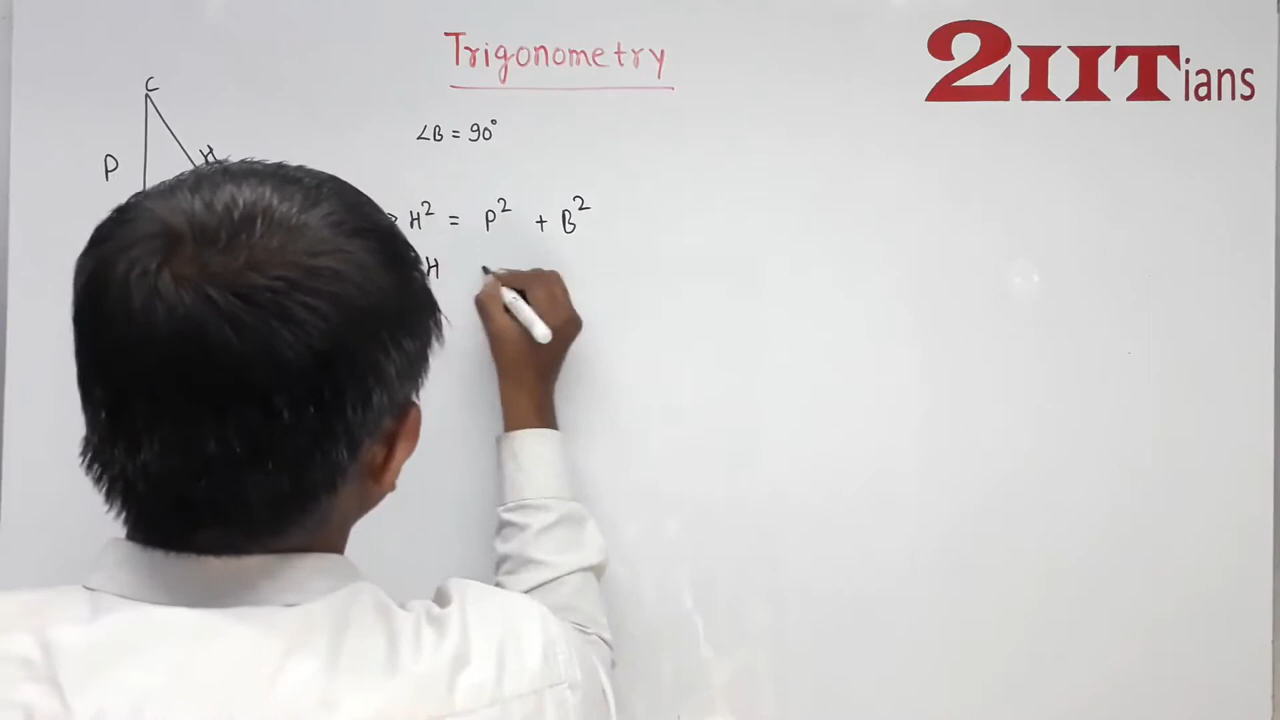 Trigonometry
2IITians
C
∠B = 90°
P
H
H² = P² + B²
H